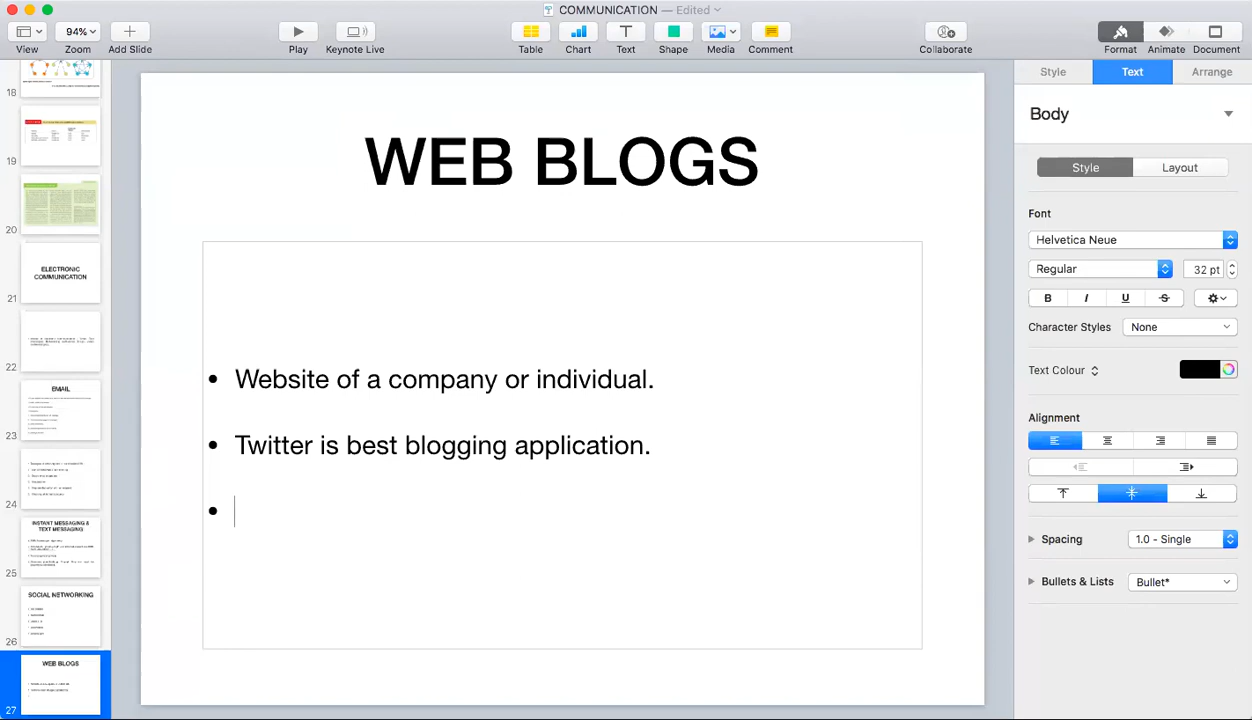 COMMUNICATION — Edited
View
94%
Zoom
Add Slide
Play
Keynote Live
Table
Chart
Text
Shape
Media
Comment
Collaborate
Format
Animate
Document
18
19
20
ELECTRONIC
COMMUNICATION
21
22
EMAIL
23
24
INSTANT MESSAGING &
TEXT MESSAGING
25
SOCIAL NETWORKING
26
WEB BLOGS
27
WEB BLOGS
• Website of a company or individual.
• Twitter is best blogging application.
•
Style
Text
Arrange
Body
Style
Layout
Font
Helvetica Neue
Regular
32 pt
B
I
U
S
Character Styles
None
Text Colour
Alignment
Spacing
1.0 - Single
Bullets & Lists
Bullet*